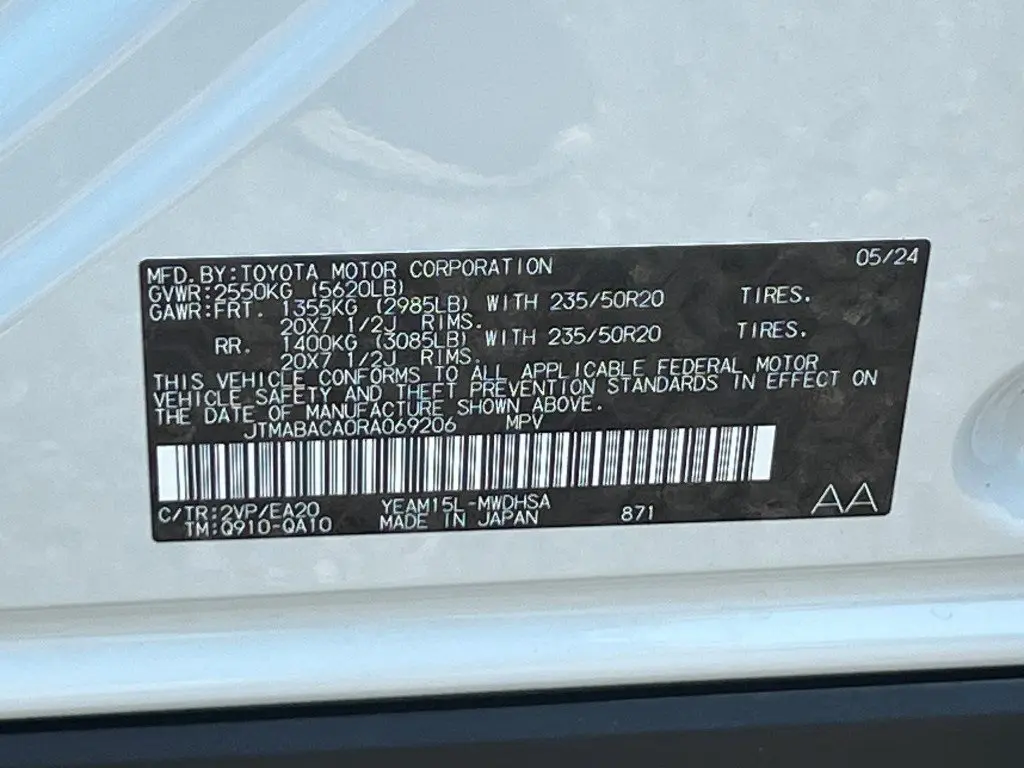 MFD. BY: TOYOTA MOTOR CORPORATION 05/24
GVWR: 2550KG (5620LB)
GAWR: FRT. 1355KG (2985LB) WITH 235/50R20 TIRES.
20X7 1/2J RIMS.
RR. 1400KG (3085LB) WITH 235/50R20 TIRES.
20X7 1/2J RIMS.
THIS VEHICLE CONFORMS TO ALL APPLICABLE FEDERAL MOTOR
VEHICLE SAFETY AND THEFT PREVENTION STANDARDS IN EFFECT ON
THE DATE OF MANUFACTURE SHOWN ABOVE.
JTMABACA0RA069206 MPV
C/TR: 2VP/EA20 YEAM15L-MWDHSA
TM: Q910-QA10 MADE IN JAPAN 871 AA